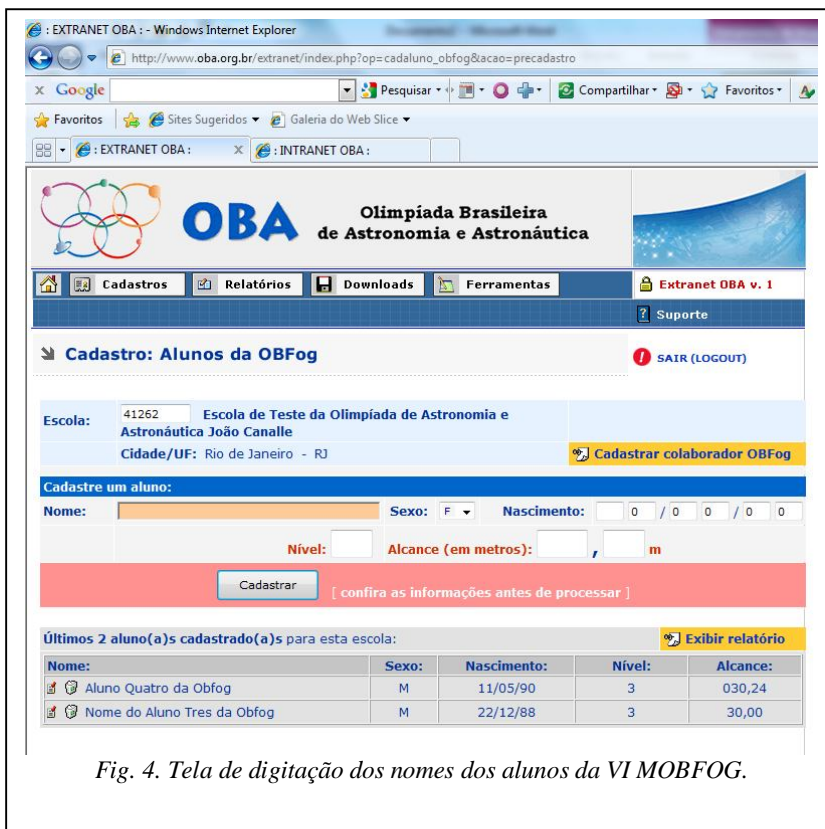 : EXTRANET OBA : - Windows Internet Explorer
http://www.oba.org.br/extranet/index.php?op=cadaluno_obfog&acao=precadastro
x Google Pesquisar Compartilhar Favoritos
Favoritos Sites Sugeridos Galeria do Web Slice
: EXTRANET OBA : X : INTRANET OBA :
OBA Olimpíada Brasileira
de Astronomia e Astronáutica
Cadastros Relatórios Downloads Ferramentas Extranet OBA v. 1
? Suporte
Cadastro: Alunos da OBFog ! SAIR (LOGOUT)
Escola: 41262 Escola de Teste da Olimpíada de Astronomia e
Astronáutica João Canalle
Cidade/UF: Rio de Janeiro - RJ Cadastrar colaborador OBFog
Cadastre um aluno:
Nome: Sexo: F Nascimento: 0 / 0 0 / 0 0
Nível: Alcance (em metros): , m
Cadastrar [ confira as informações antes de processar ]
Últimos 2 aluno(a)s cadastrado(a)s para esta escola: Exibir relatório
Nome: Sexo: Nascimento: Nível: Alcance:
Aluno Quatro da Obfog M 11/05/90 3 030,24
Nome do Aluno Tres da Obfog M 22/12/88 3 30,00
Fig. 4. Tela de digitação dos nomes dos alunos da VI MOBFOG.